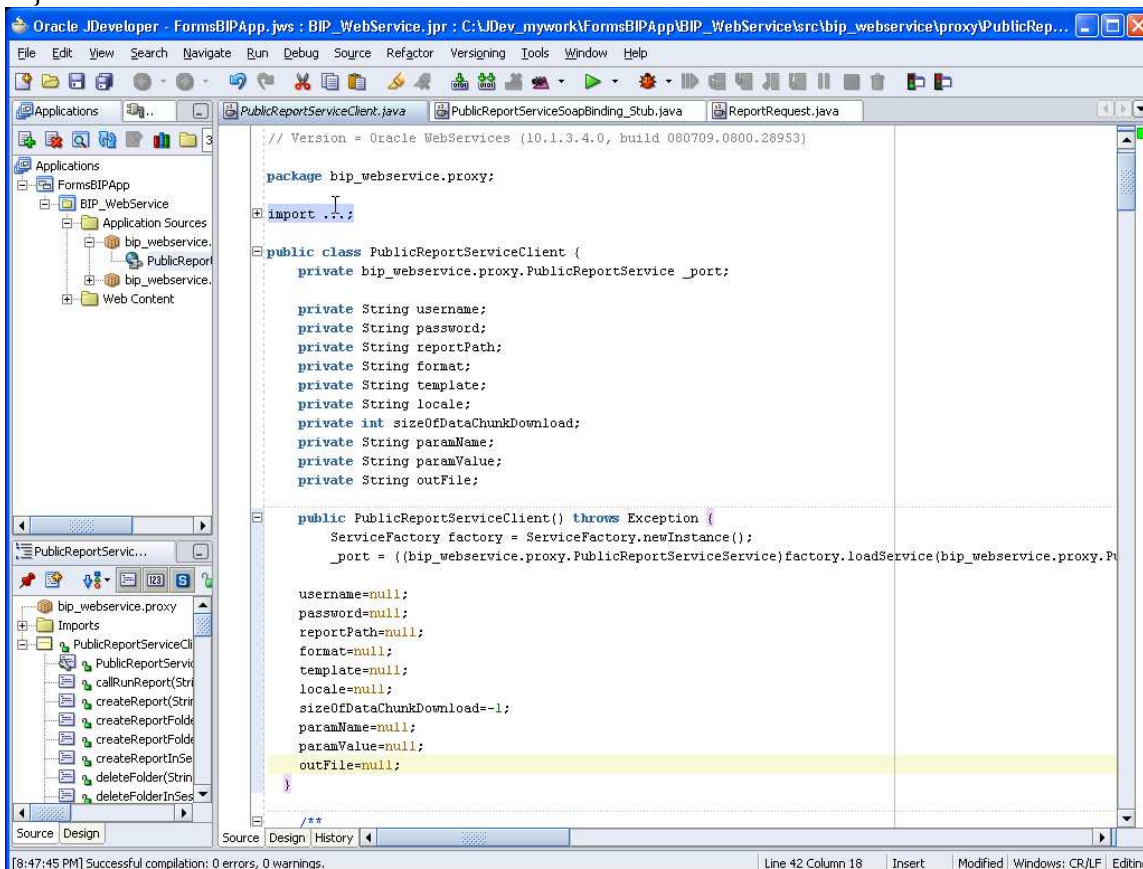 Oracle JDeveloper - FormsBIPApp.jws : BIP_WebService.jpr : C:\JDev_mywork\FormsBIPApp\BIP_WebService\src\bip_webservice\proxy\PublicRep...
File Edit View Search Navigate Run Debug Source Refactor Versioning Tools Window Help
Applications
PublicReportServiceClient.java PublicReportServiceSoapBinding_Stub.java ReportRequest.java
Applications
FormsBIPApp
BIP_WebService
Application Sources
bip_webservice.
PublicReport
bip_webservice.
Web Content
// Version = Oracle WebServices (10.1.3.4.0, build 080709.0800.28953)
package bip_webservice.proxy;
import ...;
public class PublicReportServiceClient {
private bip_webservice.proxy.PublicReportService _port;
private String username;
private String password;
private String reportPath;
private String format;
private String template;
private String locale;
private int sizeOfDataChunkDownload;
private String paramName;
private String paramValue;
private String outFile;
public PublicReportServiceClient() throws Exception {
ServiceFactory factory = ServiceFactory.newInstance();
_port = ((bip_webservice.proxy.PublicReportServiceService)factory.loadService(bip_webservice.proxy.Pu
username=null;
password=null;
reportPath=null;
format=null;
template=null;
locale=null;
sizeOfDataChunkDownload=-1;
paramName=null;
paramValue=null;
outFile=null;
}
/**
PublicReportServic...
bip_webservice.proxy
Imports
PublicReportServiceCli
PublicReportServic
callRunReport(Stri
createReport(Strin
createReportFolde
createReportFolde
createReportInSe
deleteFolder(Strin
deleteFolderInSes
Source Design
Source Design History
[8:47:45 PM] Successful compilation: 0 errors, 0 warnings.
Line 42 Column 18 Insert Modified Windows: CR/LF Editin